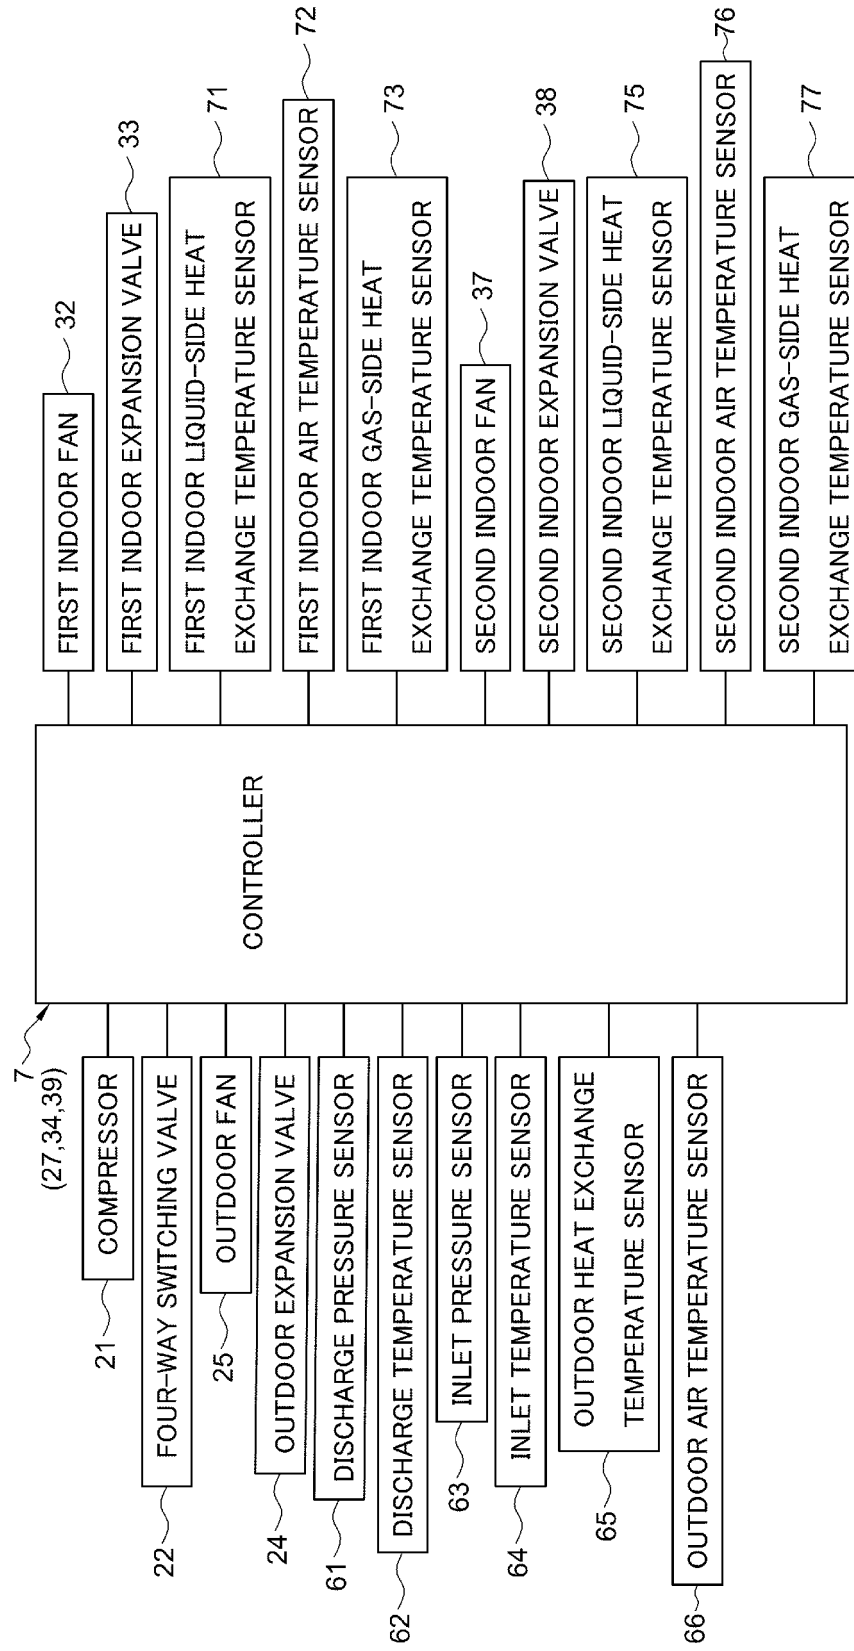 7
(27,34,39)
CONTROLLER
COMPRESSOR
21
FOUR-WAY SWITCHING VALVE
22
OUTDOOR FAN
25
OUTDOOR EXPANSION VALVE
24
DISCHARGE PRESSURE SENSOR
61
DISCHARGE TEMPERATURE SENSOR
62
INLET PRESSURE SENSOR
63
INLET TEMPERATURE SENSOR
64
OUTDOOR HEAT EXCHANGE
TEMPERATURE SENSOR
65
OUTDOOR AIR TEMPERATURE SENSOR
66
FIRST INDOOR FAN
32
FIRST INDOOR EXPANSION VALVE
33
FIRST INDOOR LIQUID-SIDE HEAT
EXCHANGE TEMPERATURE SENSOR
71
FIRST INDOOR AIR TEMPERATURE SENSOR
72
FIRST INDOOR GAS-SIDE HEAT
EXCHANGE TEMPERATURE SENSOR
73
SECOND INDOOR FAN
37
SECOND INDOOR EXPANSION VALVE
38
SECOND INDOOR LIQUID-SIDE HEAT
EXCHANGE TEMPERATURE SENSOR
75
SECOND INDOOR AIR TEMPERATURE SENSOR
76
SECOND INDOOR GAS-SIDE HEAT
EXCHANGE TEMPERATURE SENSOR
77